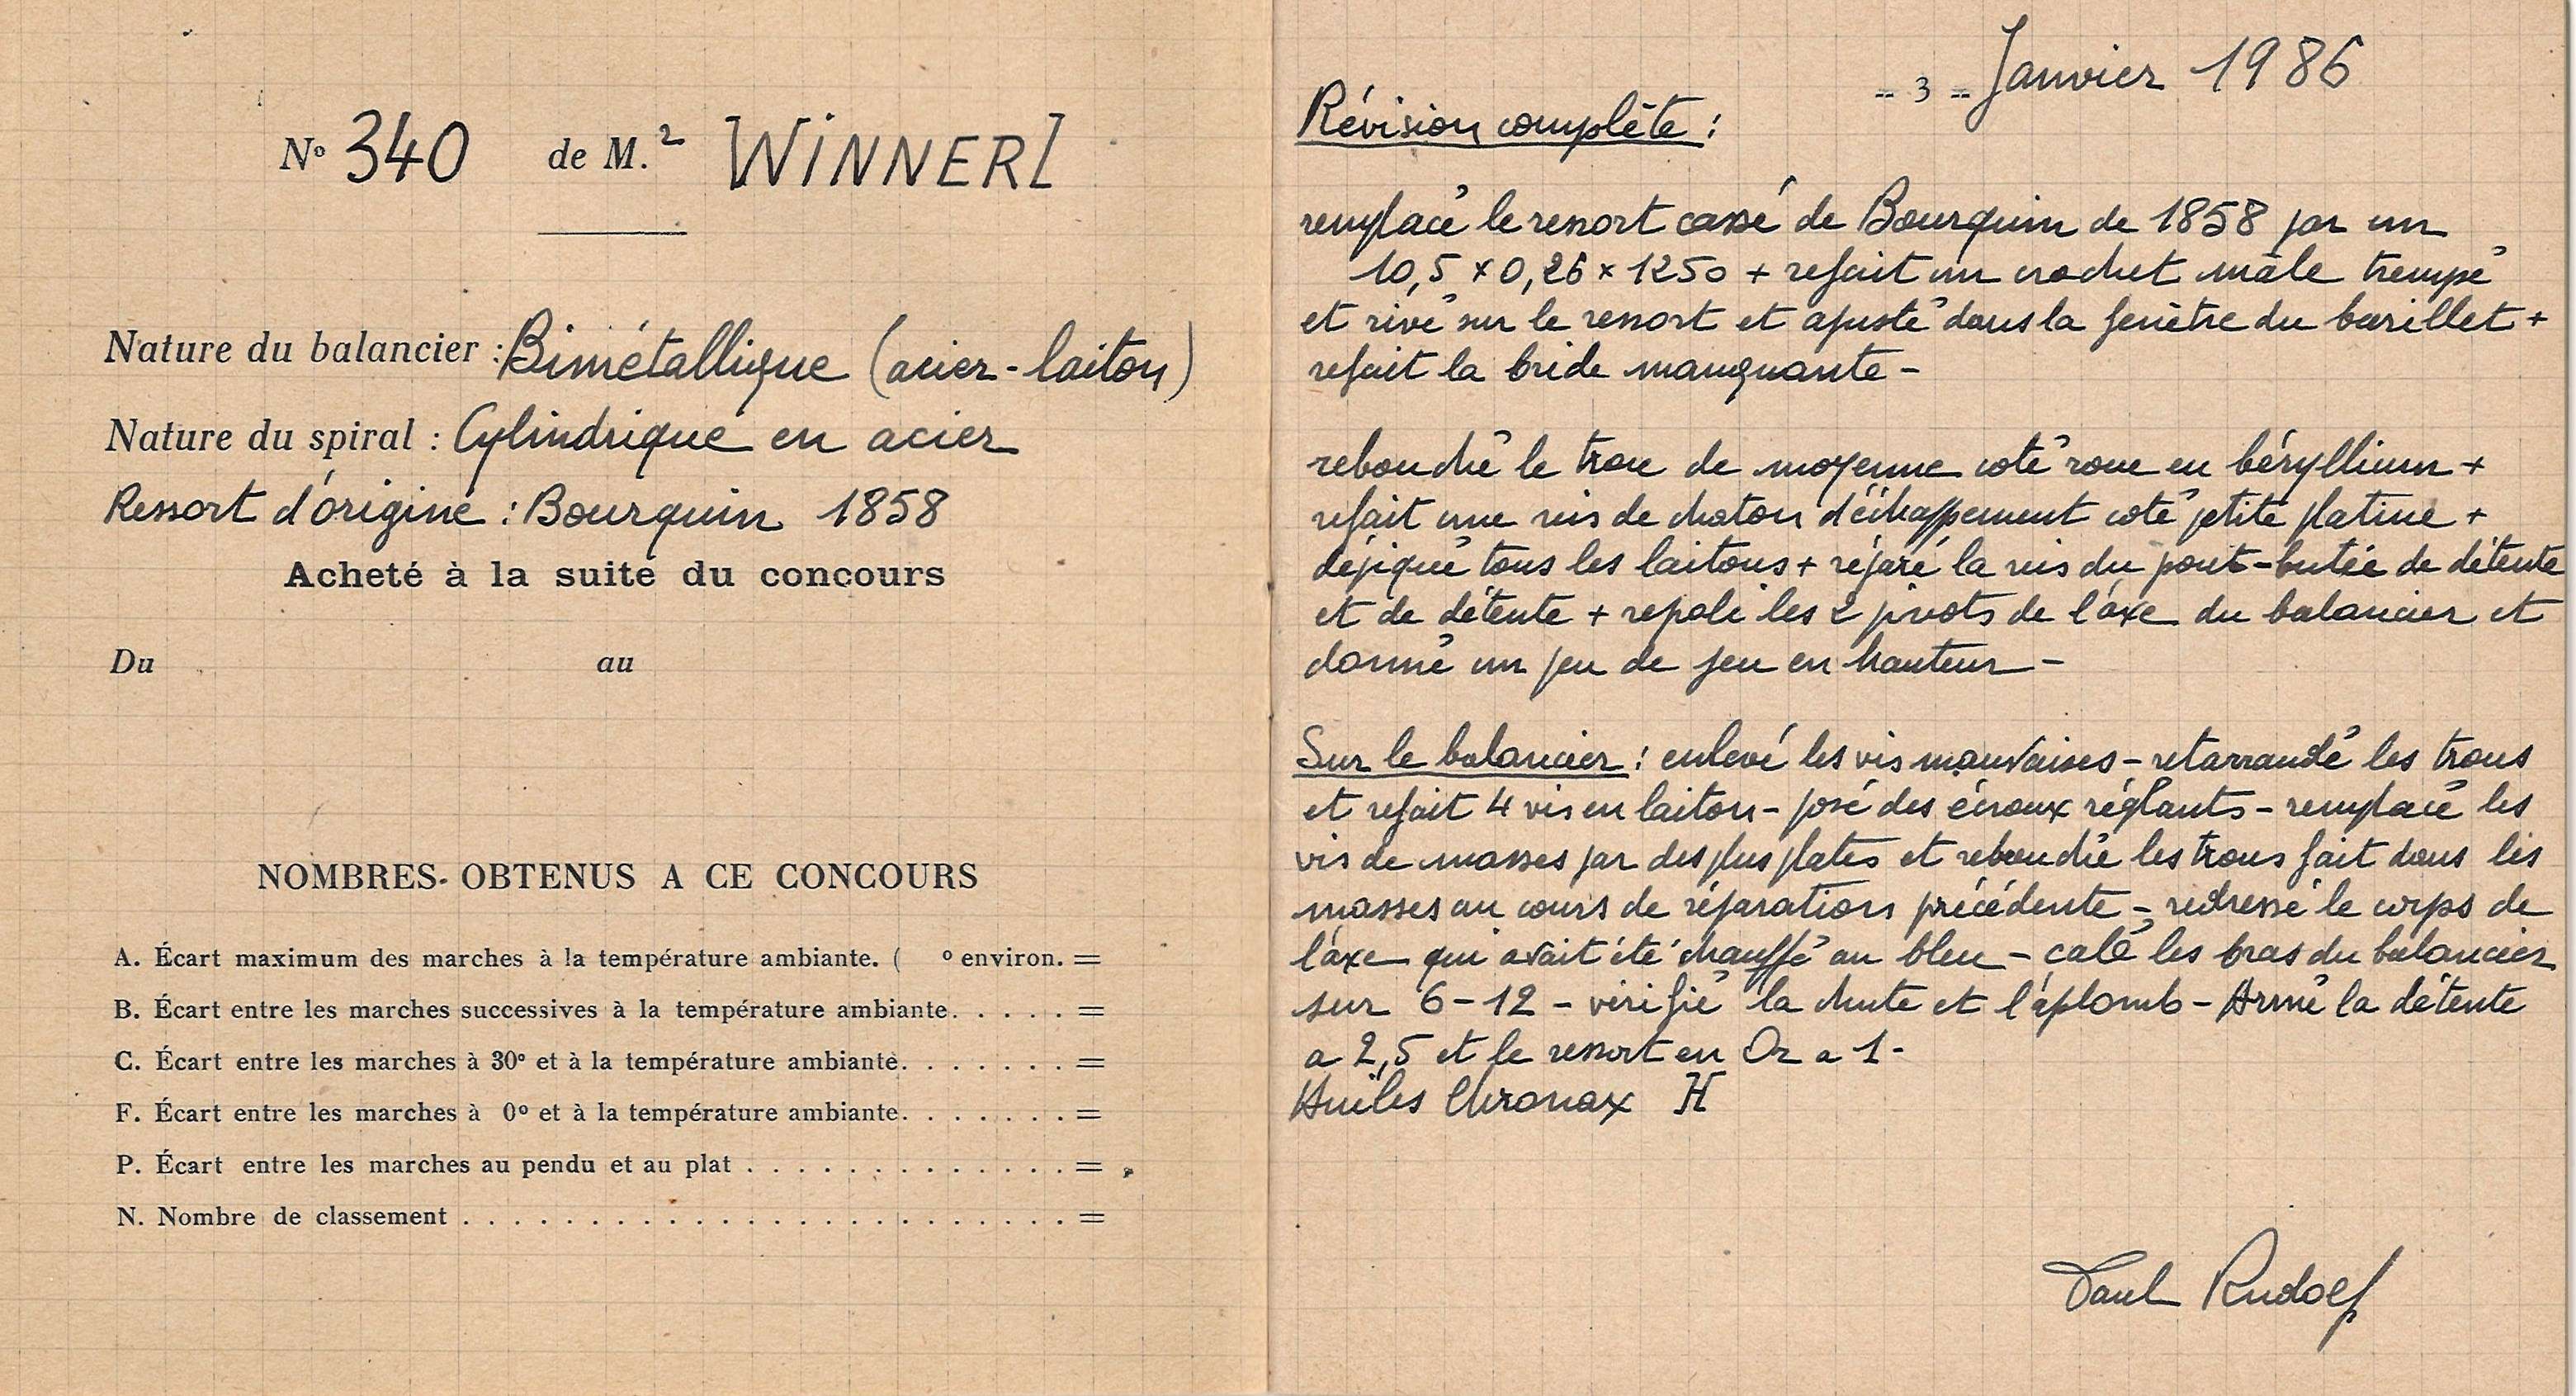 N° 340 de M.r WiNNERL
Nature du balancier : Bimétallique (acier-laiton)
Nature du spiral : Cylindrique en acier
Ressort d'origine : Bourquin 1858
Acheté à la suite du concours
Du au
NOMBRES OBTENUS A CE CONCOURS
A. Écart maximum des marches à la température ambiante. ( ° environ. =
B. Écart entre les marches successives à la température ambiante. . . . . =
C. Écart entre les marches à 30° et à la température ambiante. . . . . . . =
F. Écart entre les marches à 0° et à la température ambiante. . . . . . . =
P. Écart entre les marches au pendu et au plat . . . . . . . . . . . . . =
N. Nombre de classement . . . . . . . . . . . . . . . . . . . . . . . . =
-- 3 -- Janvier 1986
Révision complète :
remplacé le ressort cassé de Bourquin de 1858 par un
10,5 x 0,26 x 1250 + refait un crochet mâle trempé
et rivé sur le ressort et ajusté dans la fenêtre du barillet +
refait la bride manquante -
rebouché le trou de moyenne coté roue en béryllium +
refait une vis de chaton d'échappement coté petite platine +
dépiqué tous les laitons + réparé la vis du pont-butée de détente
et de détente + repoli les 2 pivots de l'axe du balancier et
donné un peu de jeu en hauteur -
Sur le balancier : enlevé les vis mauvaises - retarraudé les trous
et refait 4 vis en laiton - posé des écroux réglants - remplacé les
vis de masses par des plus plates et rebouché les trous fait dans les
masses au cours de réparations précédente - redressé le corps de
l'axe qui avait été chauffé au bleu - calé les bras du balancier
sur 6-12 - vérifié la chute et l'aplomb - Armé la détente
a 2,5 et le ressort en Or a 1 -
Huiles Chronax H
Paul Rudolf